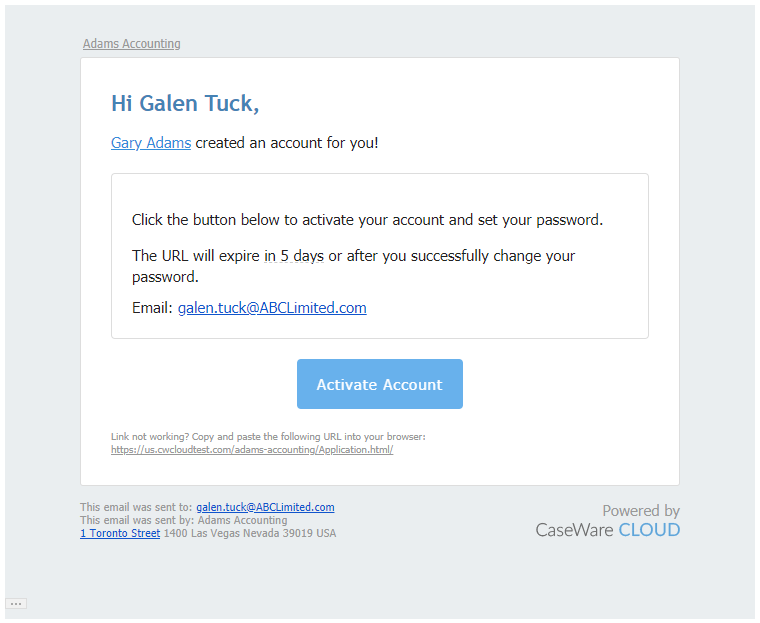 Adams Accounting
Hi Galen Tuck,
Gary Adams created an account for you!
Click the button below to activate your account and set your password.
The URL will expire in 5 days or after you successfully change your
password.
Email: galen.tuck@ABCLimited.com
Activate Account
Link not working? Copy and paste the following URL into your browser:
https://us.cwcloudtest.com/adams-accounting/Application.html/
This email was sent to: galen.tuck@ABCLimited.com
This email was sent by: Adams Accounting
1 Toronto Street 1400 Las Vegas Nevada 39019 USA
Powered by
CaseWare CLOUD